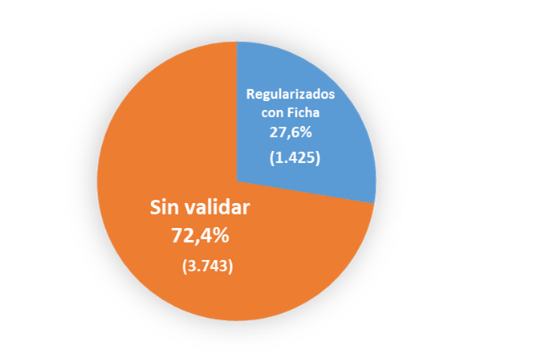 Regularizados
con Ficha
27,6%
(1.425)
Sin validar
72,4%
(3.743)